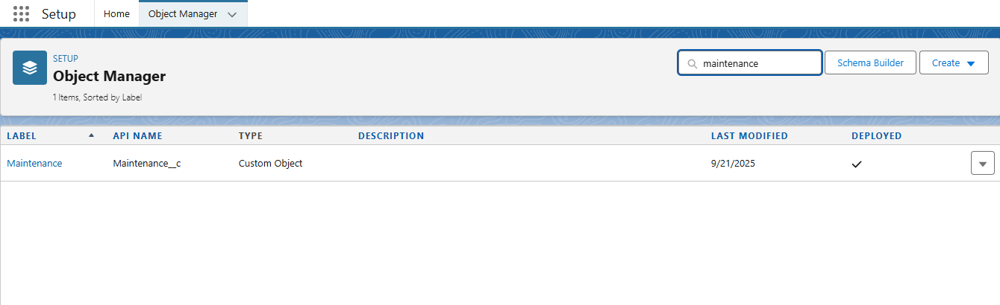 Setup Home Object Manager
SETUP
Object Manager
1 Items, Sorted by Label
maintenance Schema Builder Create
LABEL API NAME TYPE DESCRIPTION LAST MODIFIED DEPLOYED
Maintenance Maintenance__c Custom Object 9/21/2025